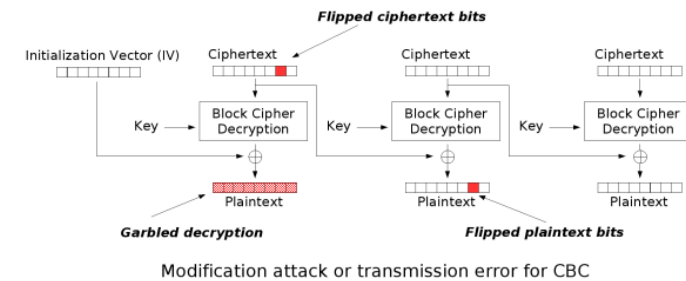 Flipped ciphertext bits
Initialization Vector (IV)
Ciphertext
Ciphertext
Ciphertext
Key
Block Cipher
Decryption
Key
Block Cipher
Decryption
Key
Block Cipher
Decryption
Plaintext
Plaintext
Plaintext
Garbled decryption
Flipped plaintext bits
Modification attack or transmission error for CBC